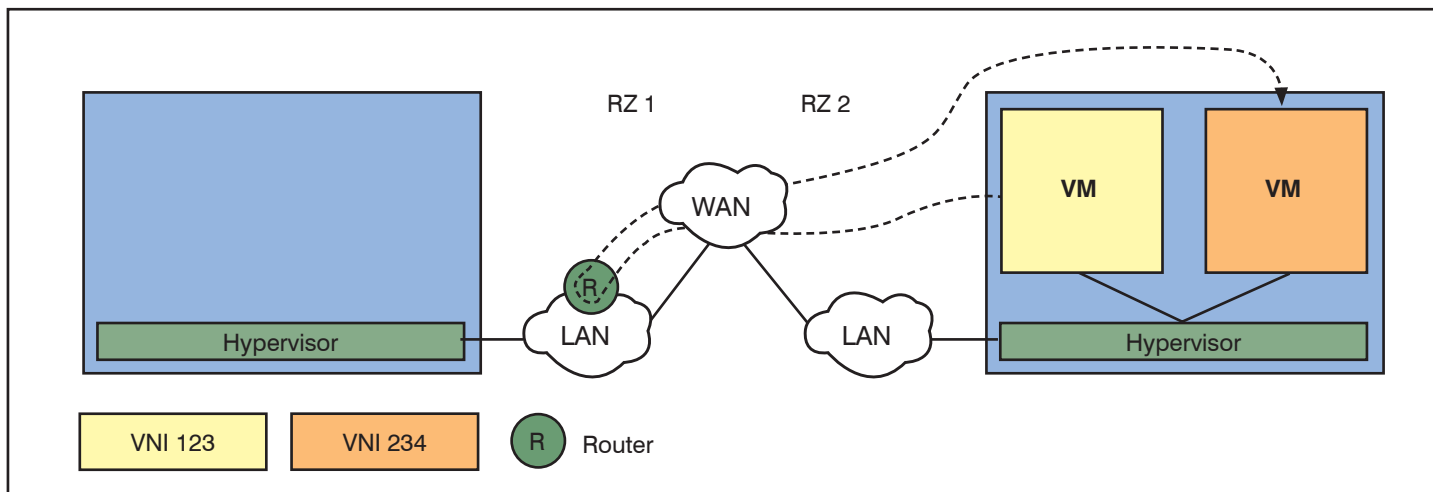 RZ 1
RZ 2
WAN
VM
VM
R
LAN
LAN
Hypervisor
Hypervisor
VNI 123
VNI 234
R
Router